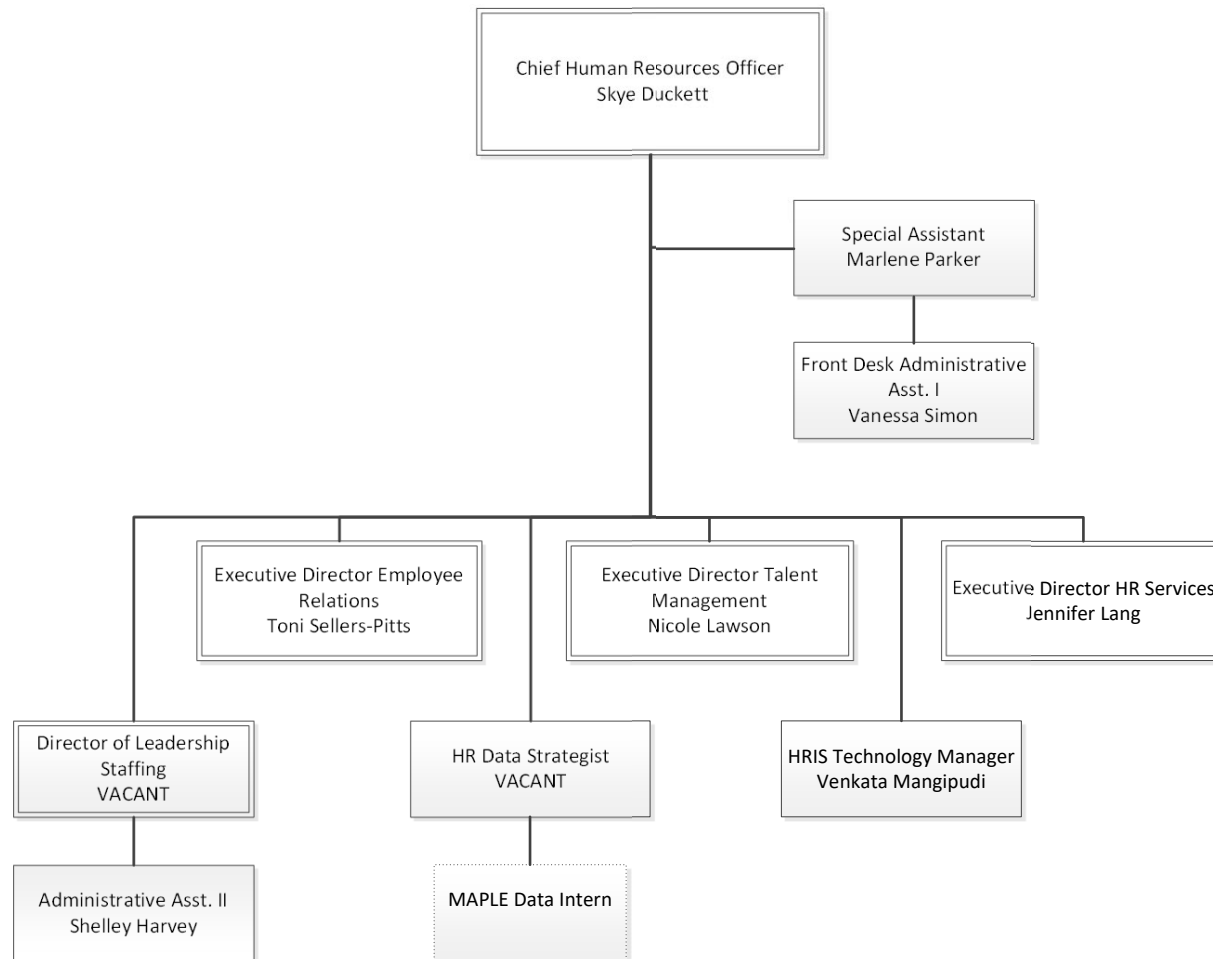 Chief Human Resources Officer
Skye Duckett
Special Assistant
Marlene Parker
Front Desk Administrative
Asst. I
Vanessa Simon
Executive Director Employee
Relations
Toni Sellers-Pitts
Executive Director Talent
Management
Nicole Lawson
Executive Director HR Services
Jennifer Lang
Director of Leadership
Staffing
VACANT
HR Data Strategist
VACANT
HRIS Technology Manager
Venkata Mangipudi
Administrative Asst. II
Shelley Harvey
MAPLE Data Intern